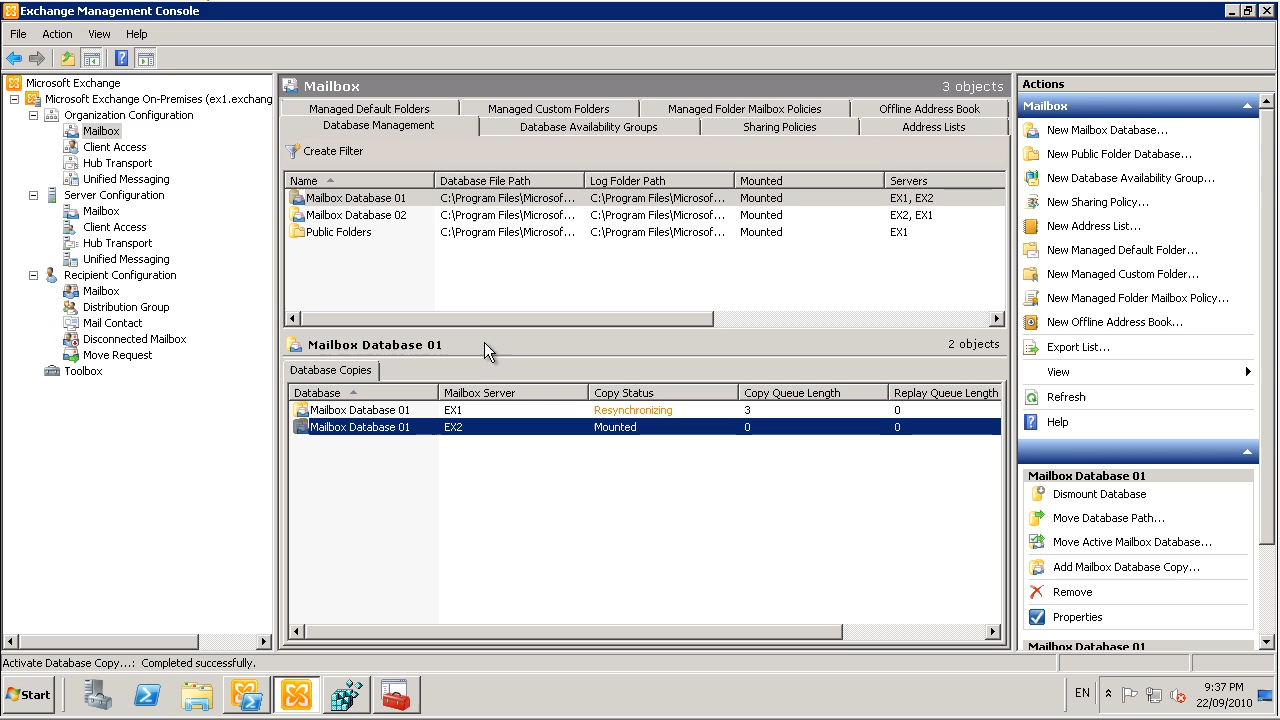 Exchange Management Console
File Action View Help
Microsoft Exchange
Microsoft Exchange On-Premises (ex1.exchang
Organization Configuration
Mailbox
Client Access
Hub Transport
Unified Messaging
Server Configuration
Mailbox
Client Access
Hub Transport
Unified Messaging
Recipient Configuration
Mailbox
Distribution Group
Mail Contact
Disconnected Mailbox
Move Request
Toolbox
Mailbox 3 objects
Managed Default Folders Managed Custom Folders Managed Folder Mailbox Policies Offline Address Book
Database Management Database Availability Groups Sharing Policies Address Lists
Create Filter
Name Database File Path Log Folder Path Mounted Servers
Mailbox Database 01 C:\Program Files\Microsof... C:\Program Files\Microsof... Mounted EX1, EX2
Mailbox Database 02 C:\Program Files\Microsof... C:\Program Files\Microsof... Mounted EX2, EX1
Public Folders C:\Program Files\Microsof... C:\Program Files\Microsof... Mounted EX1
Mailbox Database 01 2 objects
Database Copies
Database Mailbox Server Copy Status Copy Queue Length Replay Queue Length
Mailbox Database 01 EX1 Resynchronizing 3 0
Mailbox Database 01 EX2 Mounted 0 0
Actions
Mailbox
New Mailbox Database...
New Public Folder Database...
New Database Availability Group...
New Sharing Policy...
New Address List...
New Managed Default Folder...
New Managed Custom Folder...
New Managed Folder Mailbox Policy...
New Offline Address Book...
Export List...
View
Refresh
Help
Mailbox Database 01
Dismount Database
Move Database Path...
Move Active Mailbox Database...
Add Mailbox Database Copy...
Remove
Properties
Mailbox Database 01
Activate Database Copy...: Completed successfully.
Start EN 9:37 PM
22/09/2010